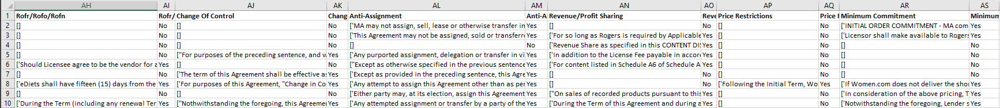 AH AI AJ AK AL AM AN AO AP AQ AR AS
1 Rofr/Rofo/Rofn Rofr/ Change Of Control Chang Anti-Assignment Anti-A Revenue/Profit Sharing Reve Price Restrictions Price Minimum Commitment Minimun
2 [] No [] No ['MA may not assign, sell, lease or otherwise transfer in Yes [] No [] No ['INITIAL ORDER COMMITMENT - MA com Yes
3 [] No [] No ['This Agreement may not be assigned, sold or transferre Yes ['For so long as Rogers is required by Applicable Yes [] No ['Licensor shall make available to Rogers Yes
4 [] No [] No [] No ['Revenue Share as specified in this CONTENT DIS Yes [] No [] No
5 [] No ["For purposes of the preceding sentence, and w Yes ['Any purported assignment, delegation or transfer in vi Yes ['In addition to the License Fee payable in accor Yes [] No [] No
6 ['Should Licensee agree to be the vendor for a Yes [] No ["Except as otherwise specified in the previous sentence Yes ['For content listed in Schedule A6 of Schedule A Yes [] No [] No
7 [] No ['The term of this Agreement shall be effective as Yes ['Except as provided in the preceding sentence, this Agre Yes [] No [] No [] No
8 ['eDiets shall have fifteen (15) days from the Yes ['For purposes of this Agreement, "Change in Co Yes ['Any attempt to assign this Agreement other than as per Yes [] No ['Following the Initial Term, Wo Yes ['If Women.com does not deliver the shor Yes
9 [] No [] No ['Either party may, at its election, assign this Agreement Yes ["On sales of recorded products pursuant to this Yes [] No ['In consideration of the above pricing, T Yes
10 ['During the Term (including any renewal Ter Yes ["Nothwithstanding the foregoing, this Agreeme Yes ['Any attempted assignment or transfer by a party of the Yes ['During the Term of this Agreement and during a Yes [] No ['Notwithstanding the foregoing, Lender s Yes